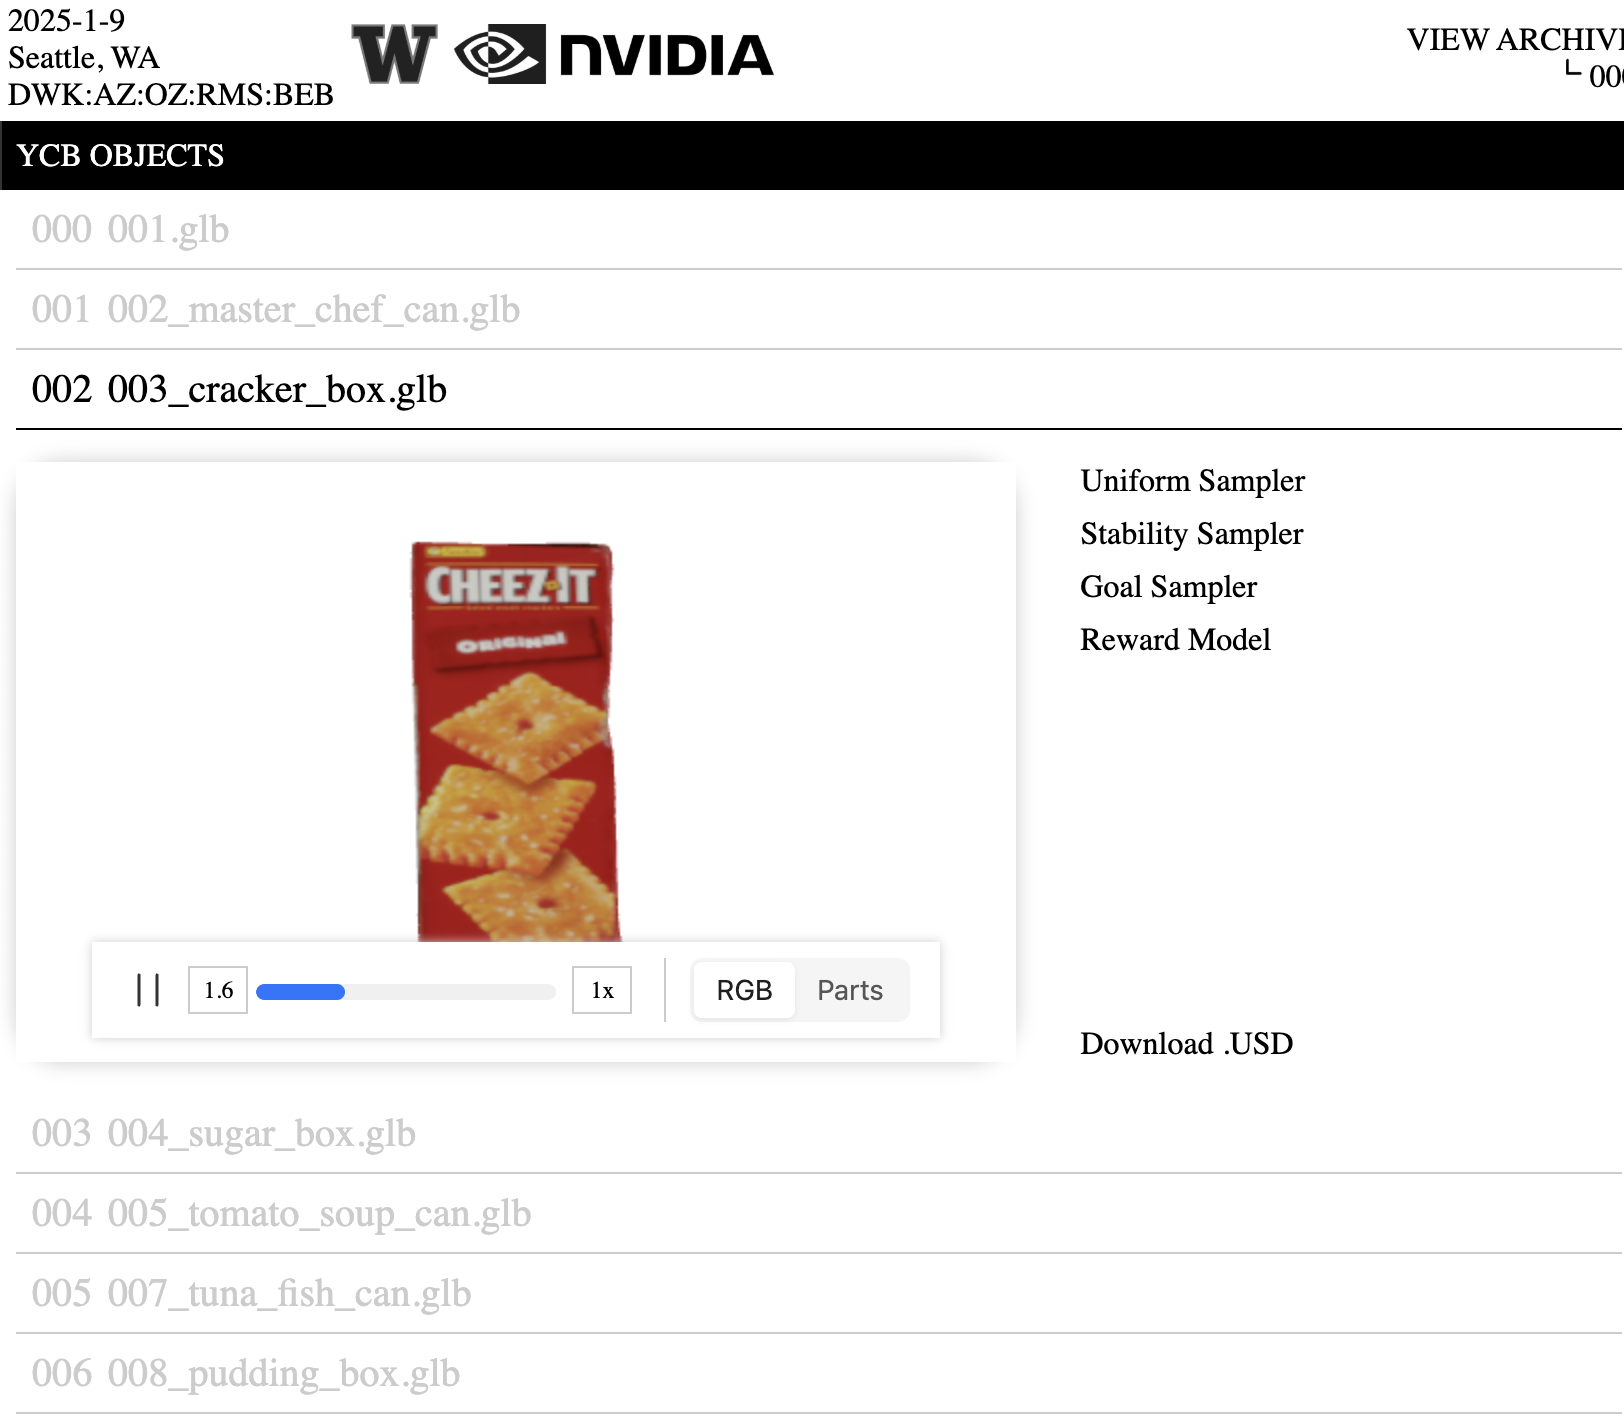 2025-1-9
Seattle, WA
DWK:AZ:OZ:RMS:BEB
W
NVIDIA
VIEW ARCHIV
└ 00
YCB OBJECTS
000 001.glb
001 002_master_chef_can.glb
002 003_cracker_box.glb
CHEEZ-IT
ORIGINAL
Uniform Sampler
Stability Sampler
Goal Sampler
Reward Model
1.6
1x
RGB
Parts
Download .USD
003 004_sugar_box.glb
004 005_tomato_soup_can.glb
005 007_tuna_fish_can.glb
006 008_pudding_box.glb